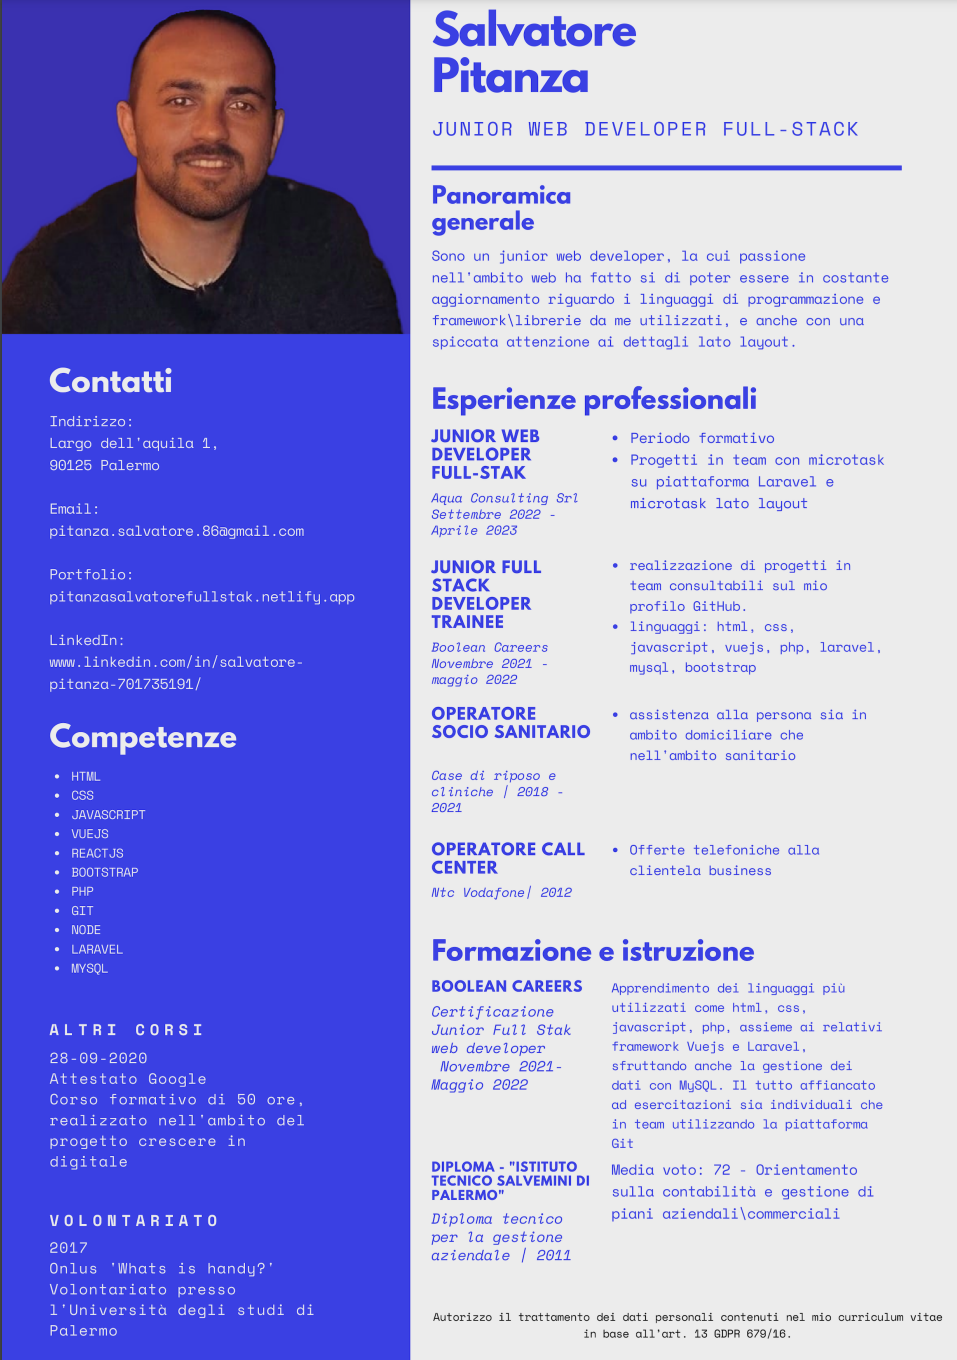 Salvatore
Pitanza
JUNIOR WEB DEVELOPER FULL-STACK
Panoramica
generale
Sono un junior web developer, la cui passione
nell'ambito web ha fatto si di poter essere in costante
aggiornamento riguardo i linguaggi di programmazione e
framework\librerie da me utilizzati, e anche con una
spiccata attenzione ai dettagli lato layout.
Contatti
Indirizzo:
Largo dell'aquila 1,
90125 Palermo
Email:
pitanza.salvatore.86@gmail.com
Portfolio:
pitanzasalvatorefullstak.netlify.app
LinkedIn:
www.linkedin.com/in/salvatore-
pitanza-701735191/
Competenze
• HTML
• CSS
• JAVASCRIPT
• VUEJS
• REACTJS
• BOOTSTRAP
• PHP
• GIT
• NODE
• LARAVEL
• MYSQL
ALTRI CORSI
28-09-2020
Attestato Google
Corso formativo di 50 ore,
realizzato nell'ambito del
progetto crescere in
digitale
VOLONTARIATO
2017
Onlus 'Whats is handy?'
Volontariato presso
l'Università degli studi di
Palermo
Esperienze professionali
JUNIOR WEB
DEVELOPER
FULL-STAK
Aqua Consulting Srl
Settembre 2022 -
Aprile 2023
• Periodo formativo
• Progetti in team con microtask
su piattaforma Laravel e
microtask lato layout
JUNIOR FULL
STACK
DEVELOPER
TRAINEE
Boolean Careers
Novembre 2021 -
maggio 2022
• realizzazione di progetti in
team consultabili sul mio
profilo GitHub.
• linguaggi: html, css,
javascript, vuejs, php, laravel,
mysql, bootstrap
OPERATORE
SOCIO SANITARIO
Case di riposo e
cliniche | 2018 -
2021
• assistenza alla persona sia in
ambito domiciliare che
nell'ambito sanitario
OPERATORE CALL
CENTER
Ntc Vodafone| 2012
• Offerte telefoniche alla
clientela business
Formazione e istruzione
BOOLEAN CAREERS
Certificazione
Junior Full Stak
web developer
Novembre 2021-
Maggio 2022
Apprendimento dei linguaggi più
utilizzati come html, css,
javascript, php, assieme ai relativi
framework Vuejs e Laravel,
sfruttando anche la gestione dei
dati con MySQL. Il tutto affiancato
ad esercitazioni sia individuali che
in team utilizzando la piattaforma
Git
DIPLOMA - "ISTITUTO
TECNICO SALVEMINI DI
PALERMO"
Diploma tecnico
per la gestione
aziendale | 2011
Media voto: 72 - Orientamento
sulla contabilità e gestione di
piani aziendali\commerciali
Autorizzo il trattamento dei dati personali contenuti nel mio curriculum vitae
in base all'art. 13 GDPR 679/16.